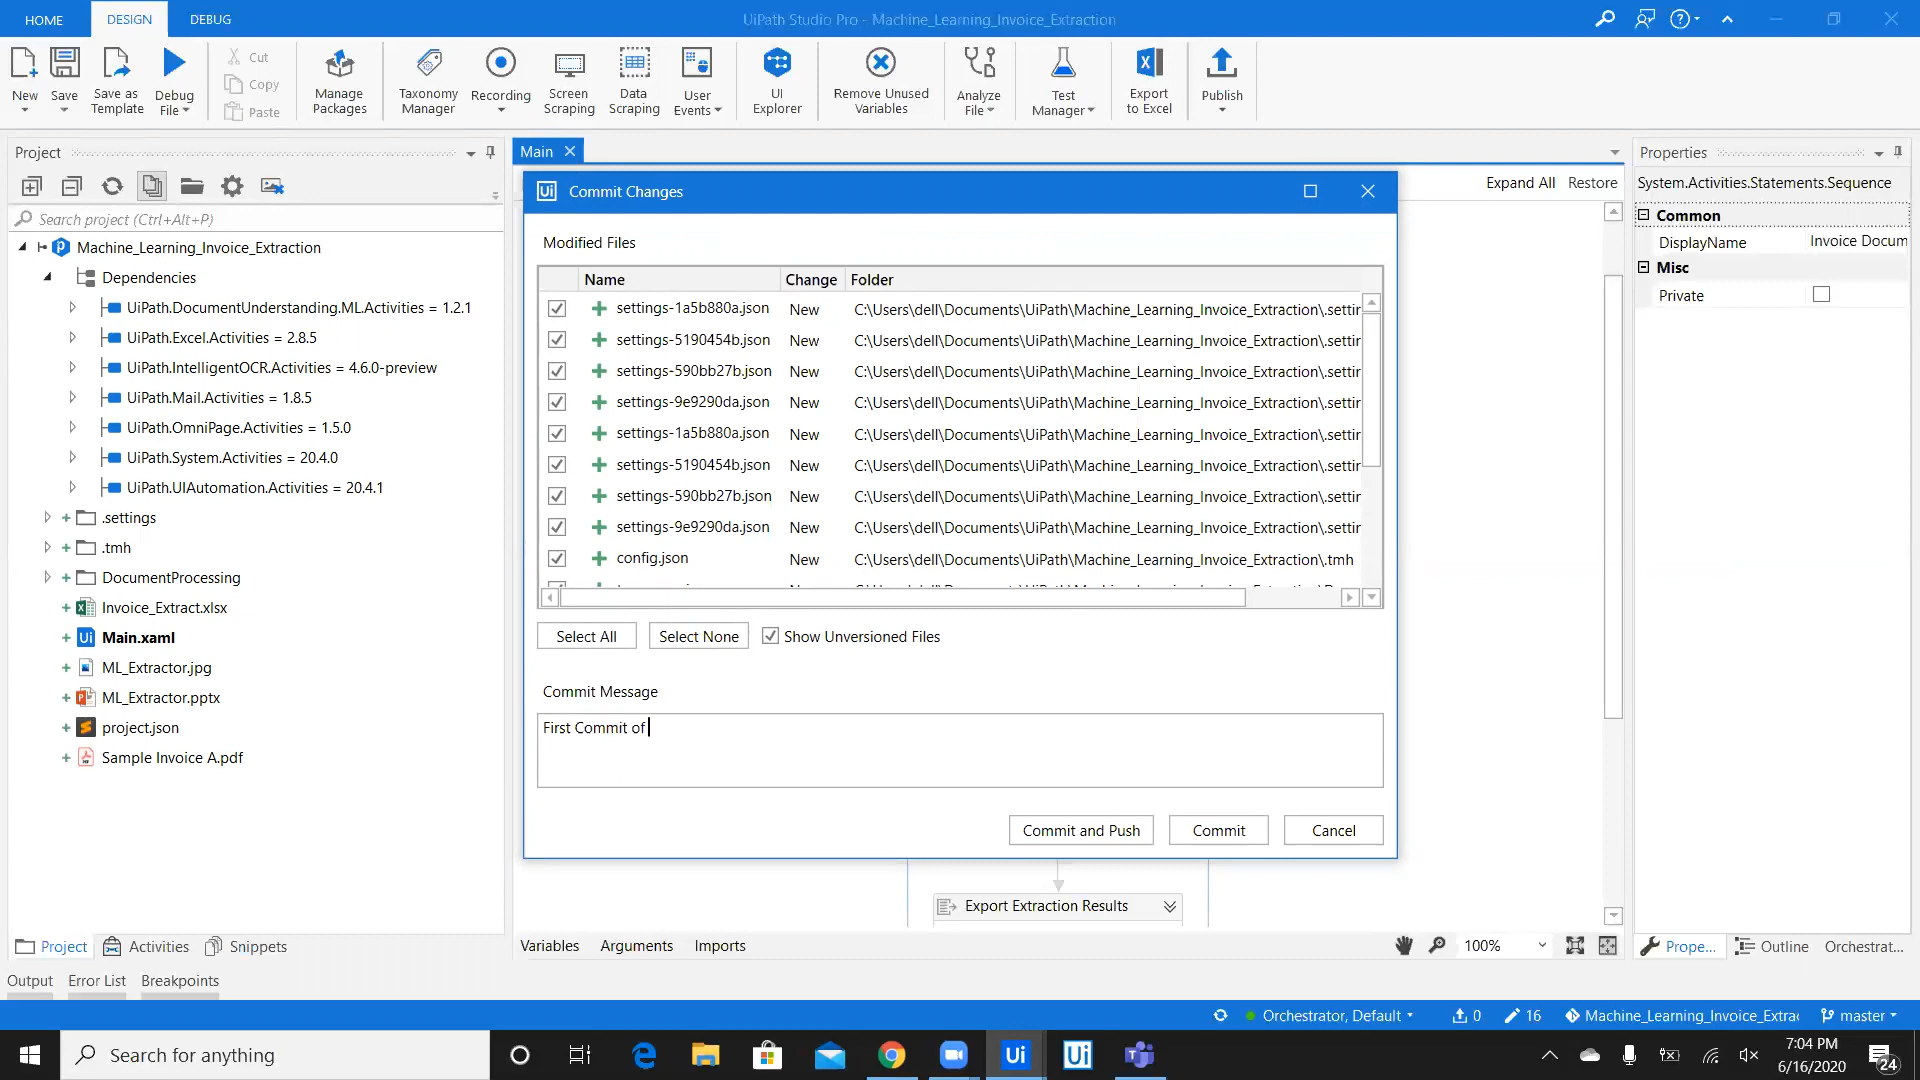 HOME
DESIGN
DEBUG
UiPath Studio Pro - Machine_Learning_Invoice_Extraction
New
Save
Save as Template
Debug File
Cut
Copy
Paste
Manage Packages
Taxonomy Manager
Recording
Screen Scraping
Data Scraping
User Events
UI Explorer
Remove Unused Variables
Analyze File
Test Manager
Export to Excel
Publish
Project
Search project (Ctrl+Alt+P)
Machine_Learning_Invoice_Extraction
Dependencies
UiPath.DocumentUnderstanding.ML.Activities = 1.2.1
UiPath.Excel.Activities = 2.8.5
UiPath.IntelligentOCR.Activities = 4.6.0-preview
UiPath.Mail.Activities = 1.8.5
UiPath.OmniPage.Activities = 1.5.0
UiPath.System.Activities = 20.4.0
UiPath.UIAutomation.Activities = 20.4.1
.settings
.tmh
DocumentProcessing
Invoice_Extract.xlsx
Main.xaml
ML_Extractor.jpg
ML_Extractor.pptx
project.json
Sample Invoice A.pdf
Project
Activities
Snippets
Output
Error List
Breakpoints
Main
Expand All
Restore
Commit Changes
Modified Files
Name Change Folder
settings-1a5b880a.json New C:\Users\dell\Documents\UiPath\Machine_Learning_Invoice_Extraction\.settir
settings-5190454b.json New C:\Users\dell\Documents\UiPath\Machine_Learning_Invoice_Extraction\.settir
settings-590bb27b.json New C:\Users\dell\Documents\UiPath\Machine_Learning_Invoice_Extraction\.settir
settings-9e9290da.json New C:\Users\dell\Documents\UiPath\Machine_Learning_Invoice_Extraction\.settir
settings-1a5b880a.json New C:\Users\dell\Documents\UiPath\Machine_Learning_Invoice_Extraction\.settir
settings-5190454b.json New C:\Users\dell\Documents\UiPath\Machine_Learning_Invoice_Extraction\.settir
settings-590bb27b.json New C:\Users\dell\Documents\UiPath\Machine_Learning_Invoice_Extraction\.settir
settings-9e9290da.json New C:\Users\dell\Documents\UiPath\Machine_Learning_Invoice_Extraction\.settir
config.json New C:\Users\dell\Documents\UiPath\Machine_Learning_Invoice_Extraction\.tmh
Select All
Select None
Show Unversioned Files
Commit Message
First Commit of
Commit and Push
Commit
Cancel
Export Extraction Results
Variables
Arguments
Imports
100%
Properties
System.Activities.Statements.Sequence
Common
DisplayName Invoice Docum
Misc
Private
Prope...
Outline
Orchestrat...
Orchestrator, Default
0
16
Machine_Learning_Invoice_Extra
master
Search for anything
7:04 PM
6/16/2020
24